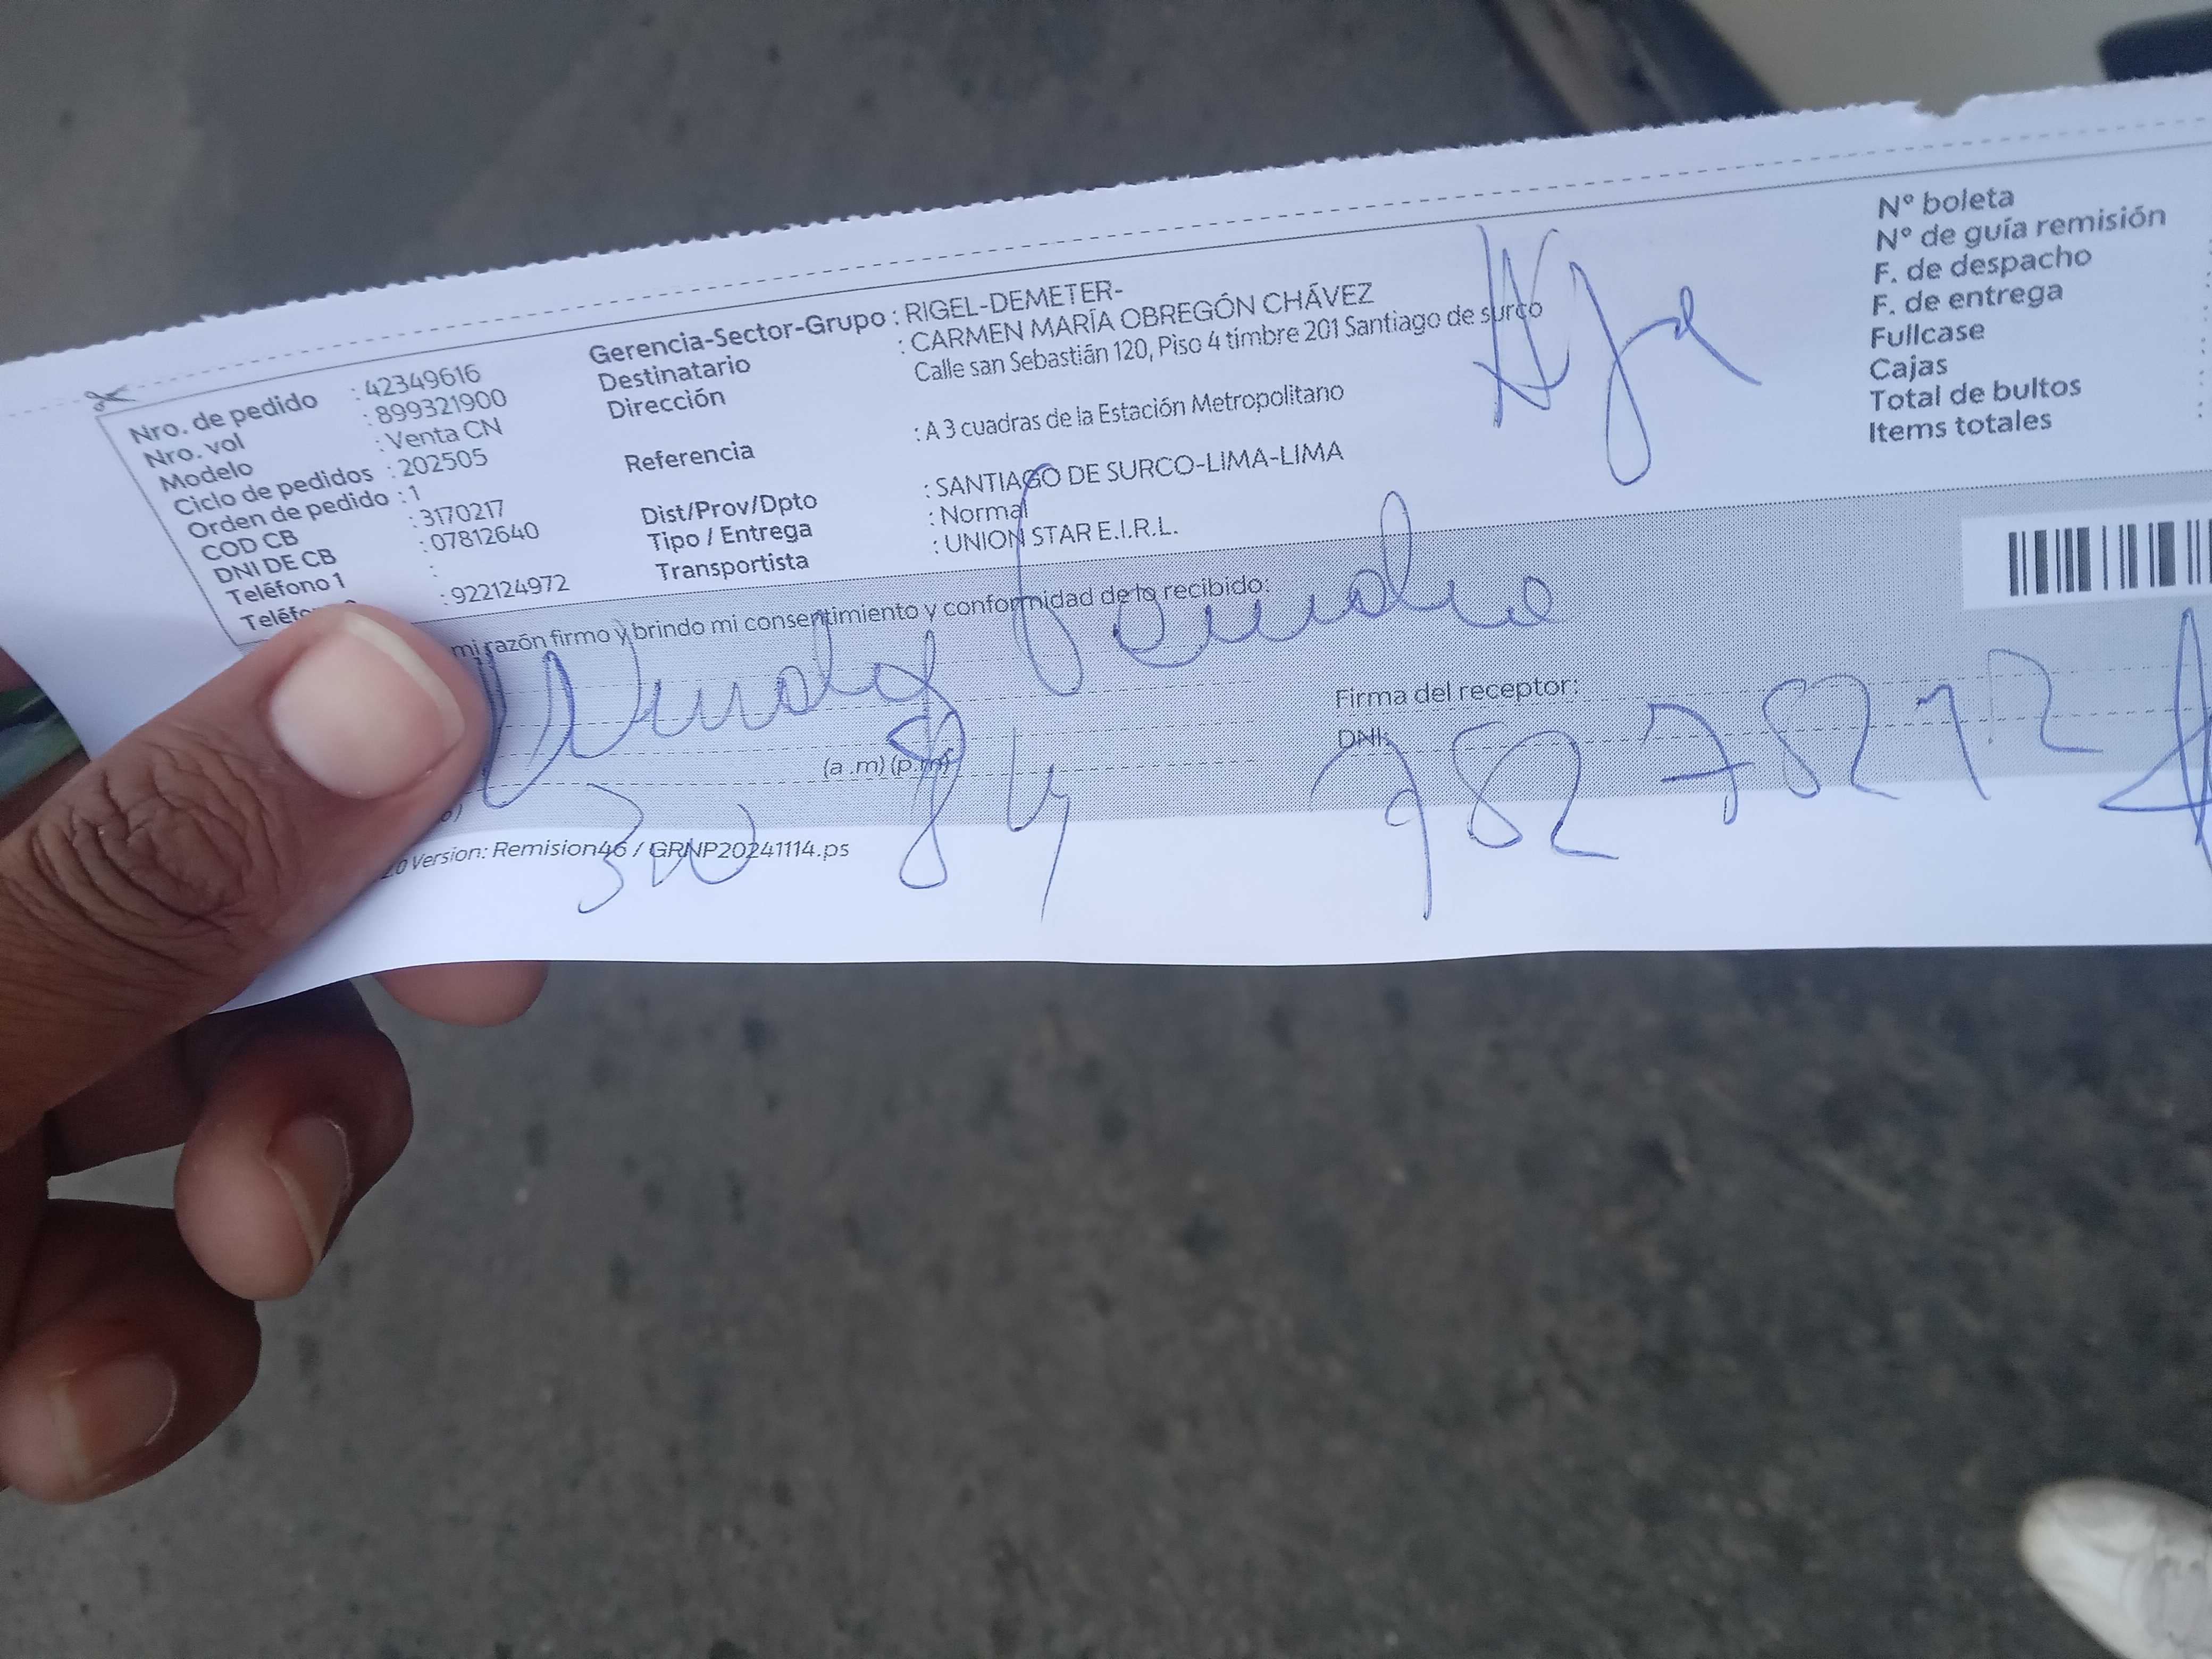 Nro. de pedido : 42349616
Nro. vol : 899321900
Modelo : Venta CN
Ciclo de pedidos : 202505
Orden de pedido : 1
COD CB : 3170217
DNI DE CB : 07812640
Teléfono 1 :
Teléfo : 922124972
Gerencia-Sector-Grupo : RIGEL-DEMETER-
Destinatario : CARMEN MARÍA OBREGÓN CHÁVEZ
Dirección Calle san Sebastián 120, Piso 4 timbre 201 Santiago de surco
Referencia : A 3 cuadras de la Estación Metropolitano
Dist/Prov/Dpto : SANTIAGO DE SURCO-LIMA-LIMA
Tipo / Entrega : Normal
Transportista : UNION STAR E.I.R.L.
Hja
N° boleta
N° de guía remisión
F. de despacho
F. de entrega
Fullcase
Cajas
Total de bultos
Items totales
mi razón firmo y brindo mi consentimiento y conformidad de lo recibido:
Firma del receptor:
DNI:
(a .m) (p.m)
Version: Remision46 / GRNP20241114.ps